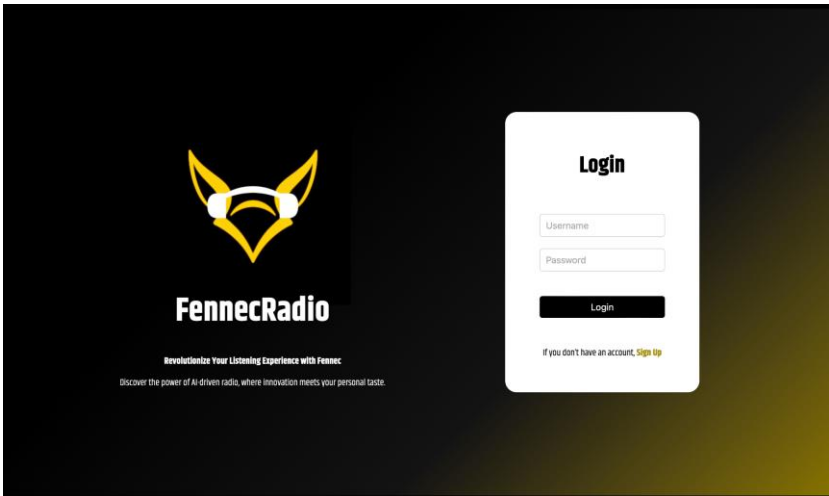 FennecRadio
Revolutionize Your Listening Experience with Fennec
Discover the power of AI-driven radio, where innovation meets your personal taste.
Login
Username
Password
Login
If you don't have an account, Sign Up